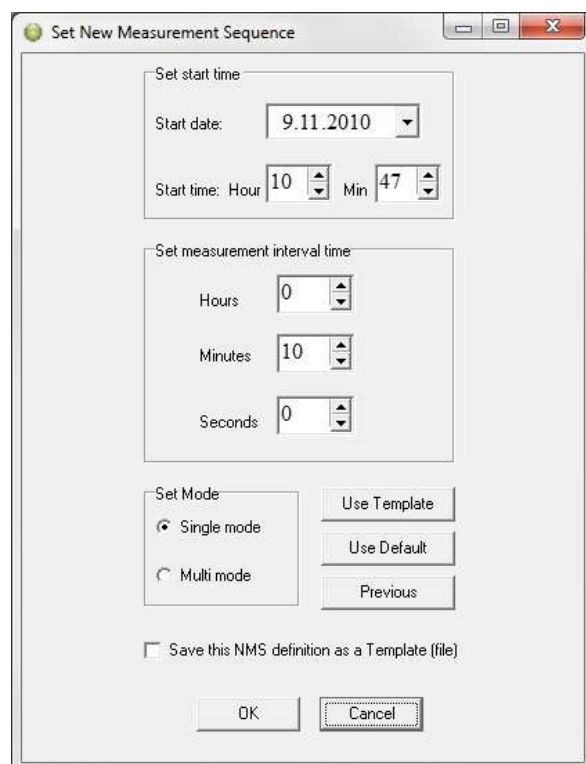 Set New Measurement Sequence
Set start time
Start date: 9.11.2010
Start time: Hour 10 Min 47
Set measurement interval time
Hours 0
Minutes 10
Seconds 0
Set Mode
Single mode
Multi mode
Use Template
Use Default
Previous
Save this NMS definition as a Template (file)
OK Cancel